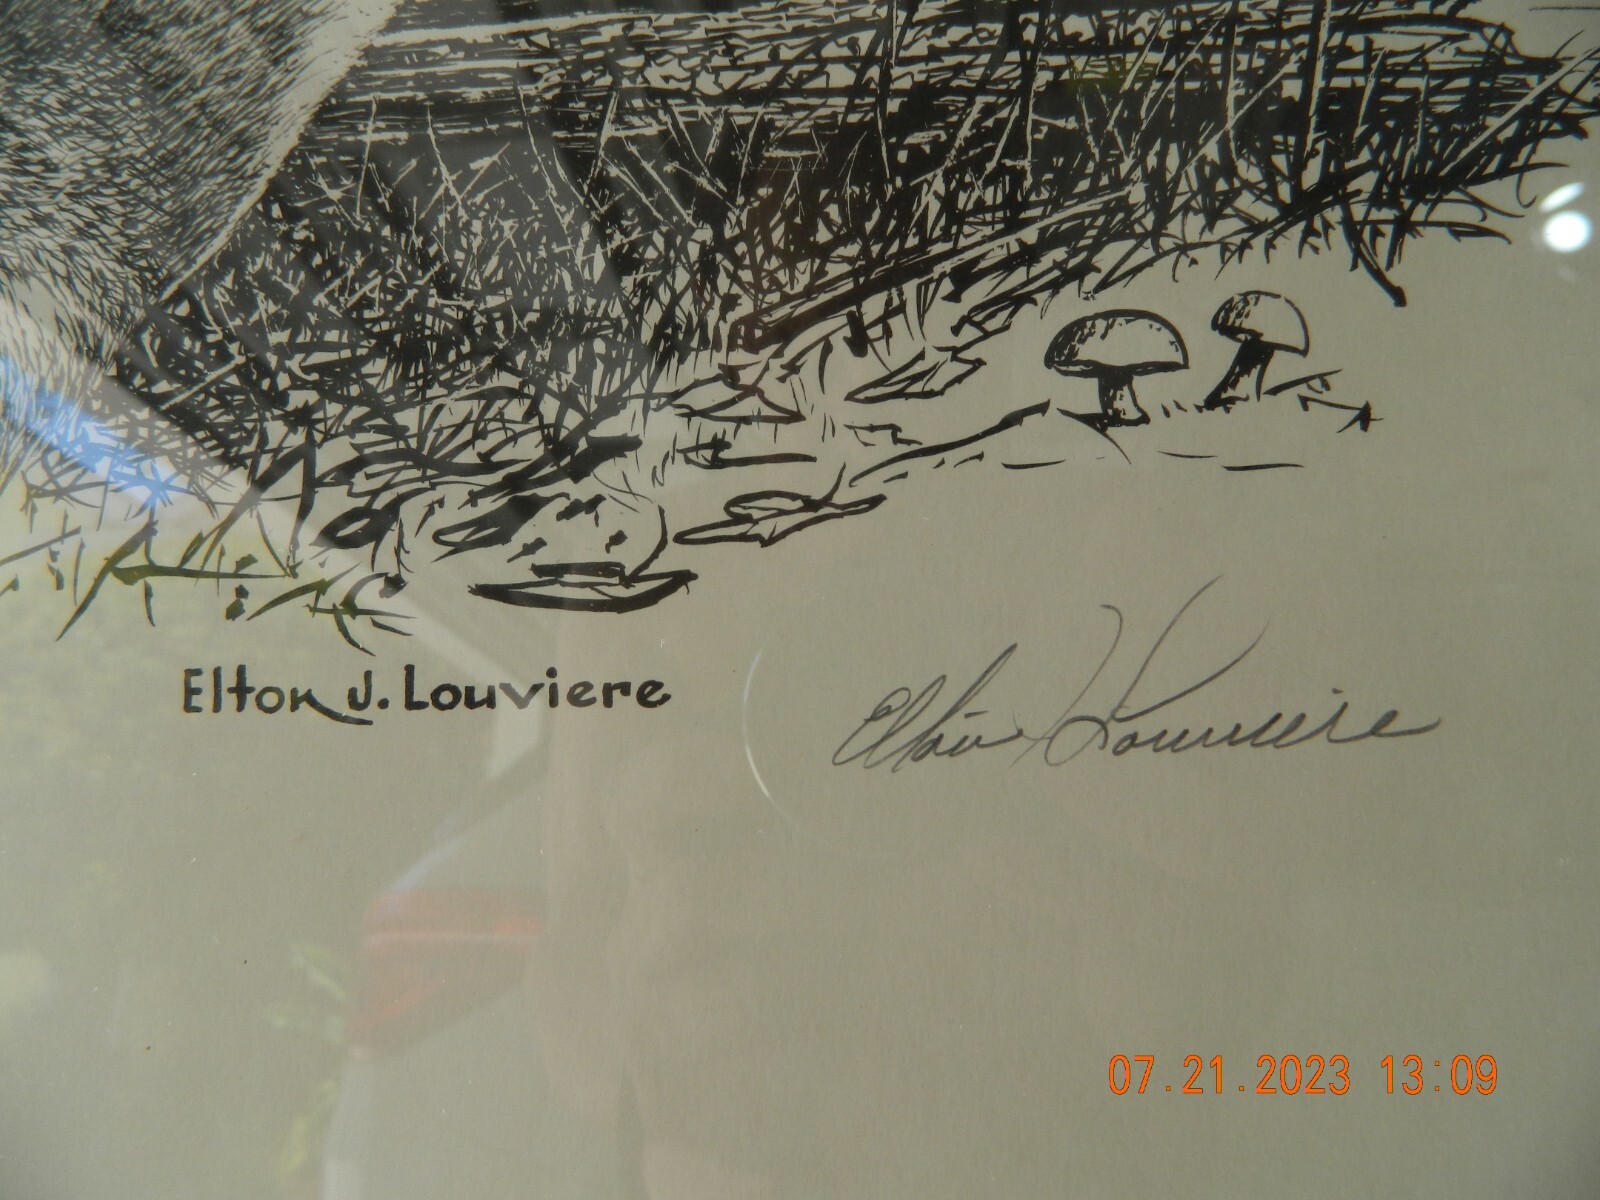 Elton J. Louviere
Elton J Louviere
07.21.2023 13:09